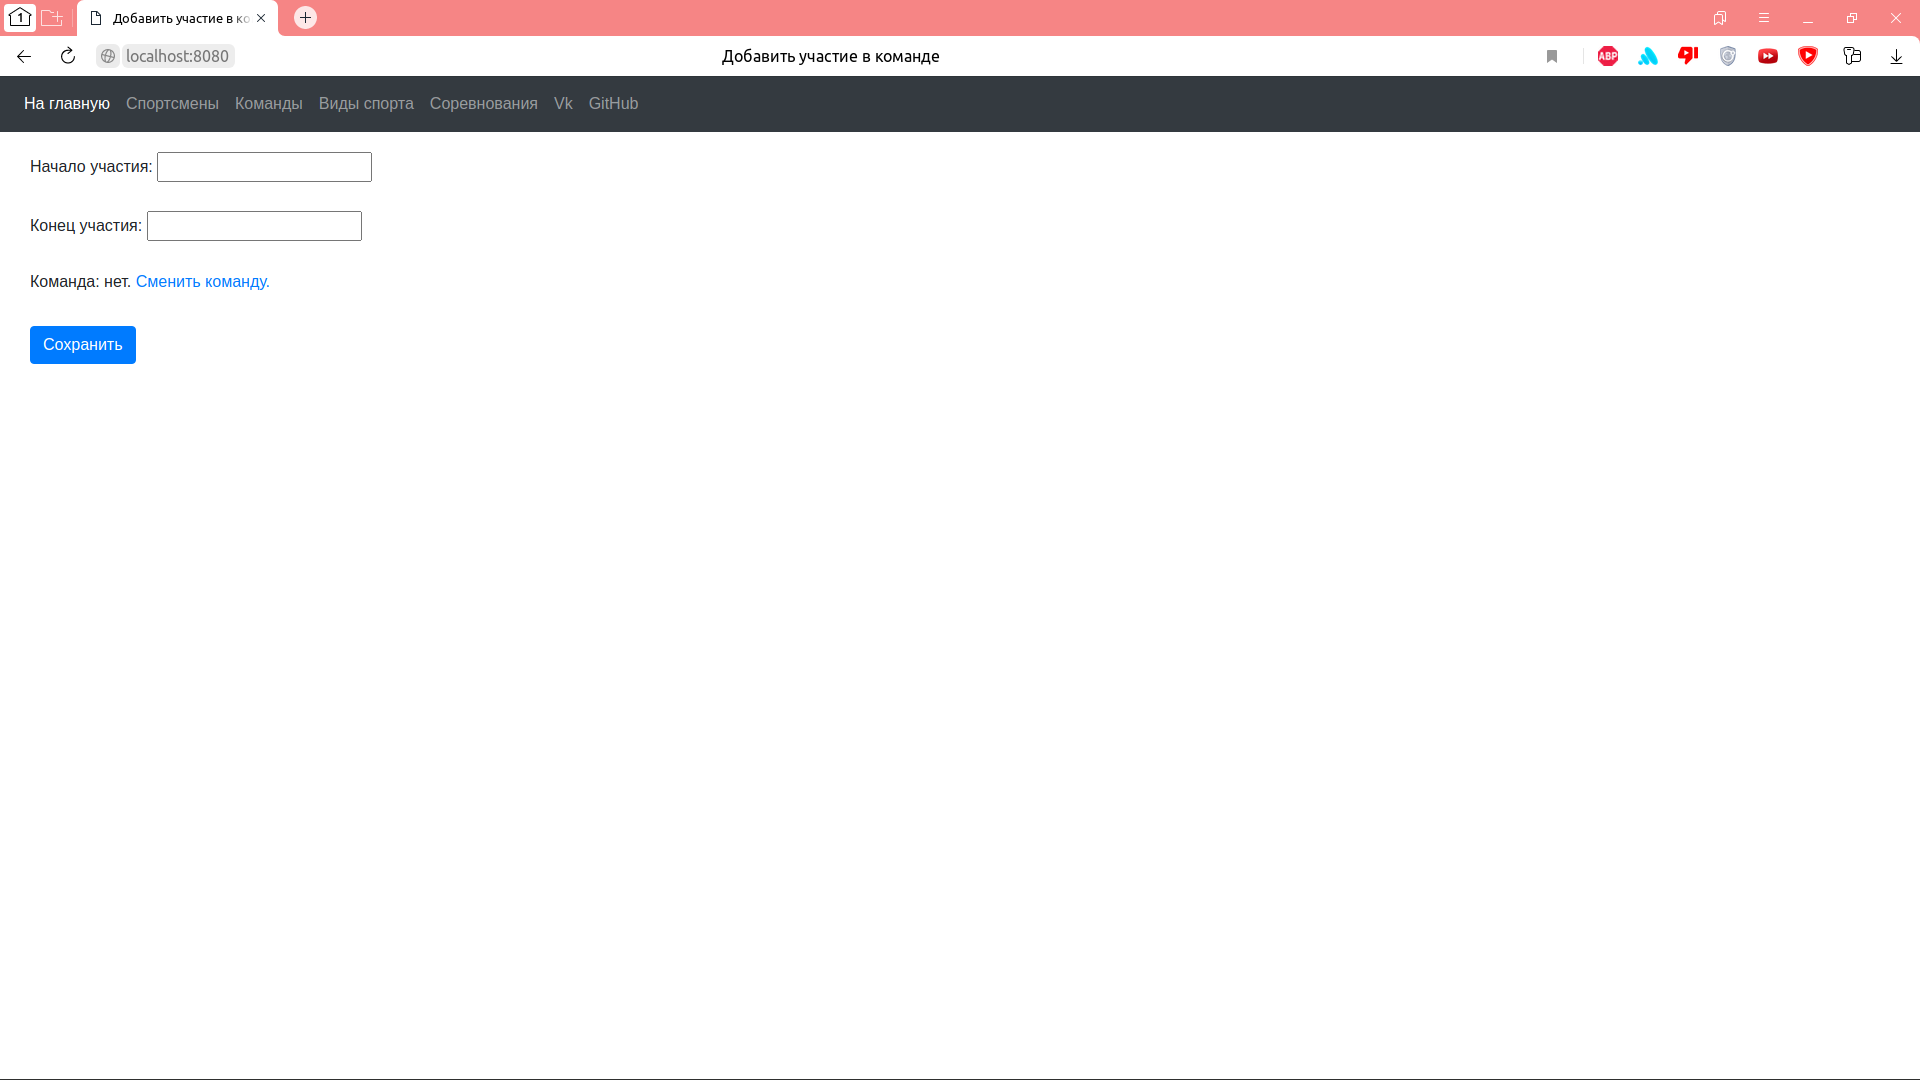 1
Добавить участие в ко
localhost:8080
Добавить участие в команде
ABP
На главную Спортсмены Команды Виды спорта Соревнования Vk GitHub
Начало участия:
Конец участия:
Команда: нет. Сменить команду.
Сохранить